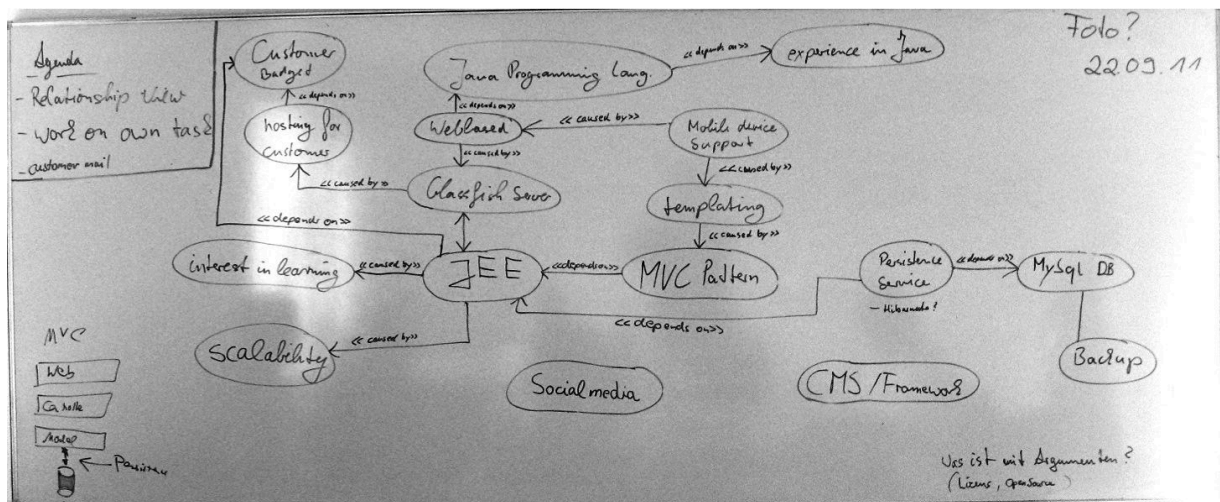 Agenda
- Relationship View
- Work on own task
- customer mail
Foto?
22.09.11
Customer
Budget
<<depends on>>
hosting for
customer
<<caused by>>
<<depends on>>
Java Programming Lang.
<<depends on>>
experience in Java
<<depends on>>
Webbased
<<caused by>>
Mobile device
Support
<<caused by>>
<<caused by>>
Glassfish Server
templating
<<caused by>>
interest in learning
<<caused by>>
JEE
<<depends on>>
MVC Pattern
Persistence
Service
- Hibernate?
<<depends on>>
MySql DB
<<depends on>>
Scalability
<<caused by>>
Backup
Social media
CMS / Framework
MVC
Web
Was ist mit Argumenten?
(Lizens, OpenSource)